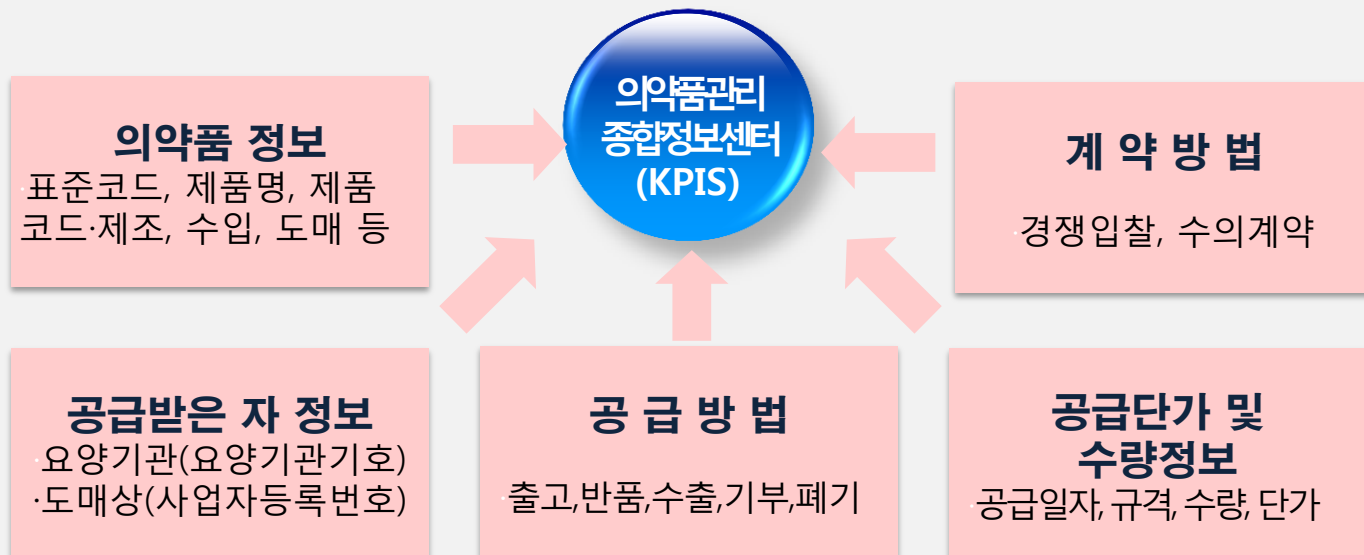 의약품관리
종합정보센터
(KPIS)
의약품 정보
·표준코드, 제품명, 제품
코드·제조, 수입, 도매 등
계 약 방 법
·경쟁입찰, 수의계약
공급받은 자 정보
·요양기관(요양기관기호)
·도매상(사업자등록번호)
공 급 방 법
·출고,반품,수출,기부,폐기
공급단가 및
수량정보
·공급일자, 규격, 수량, 단가